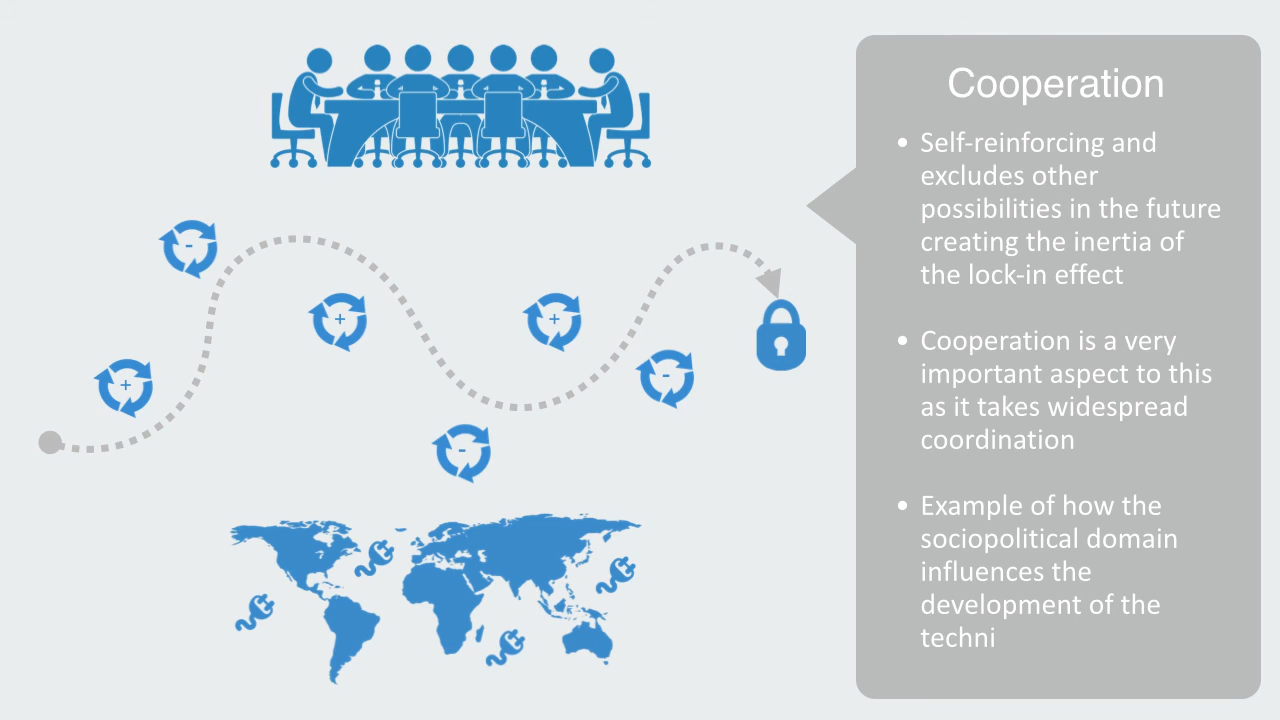 Cooperation
• Self-reinforcing and
excludes other
possibilities in the future
creating the inertia of
the lock-in effect
• Cooperation is a very
important aspect to this
as it takes widespread
coordination
• Example of how the
sociopolitical domain
influences the
development of the
techni
-
+
+
+
-
-